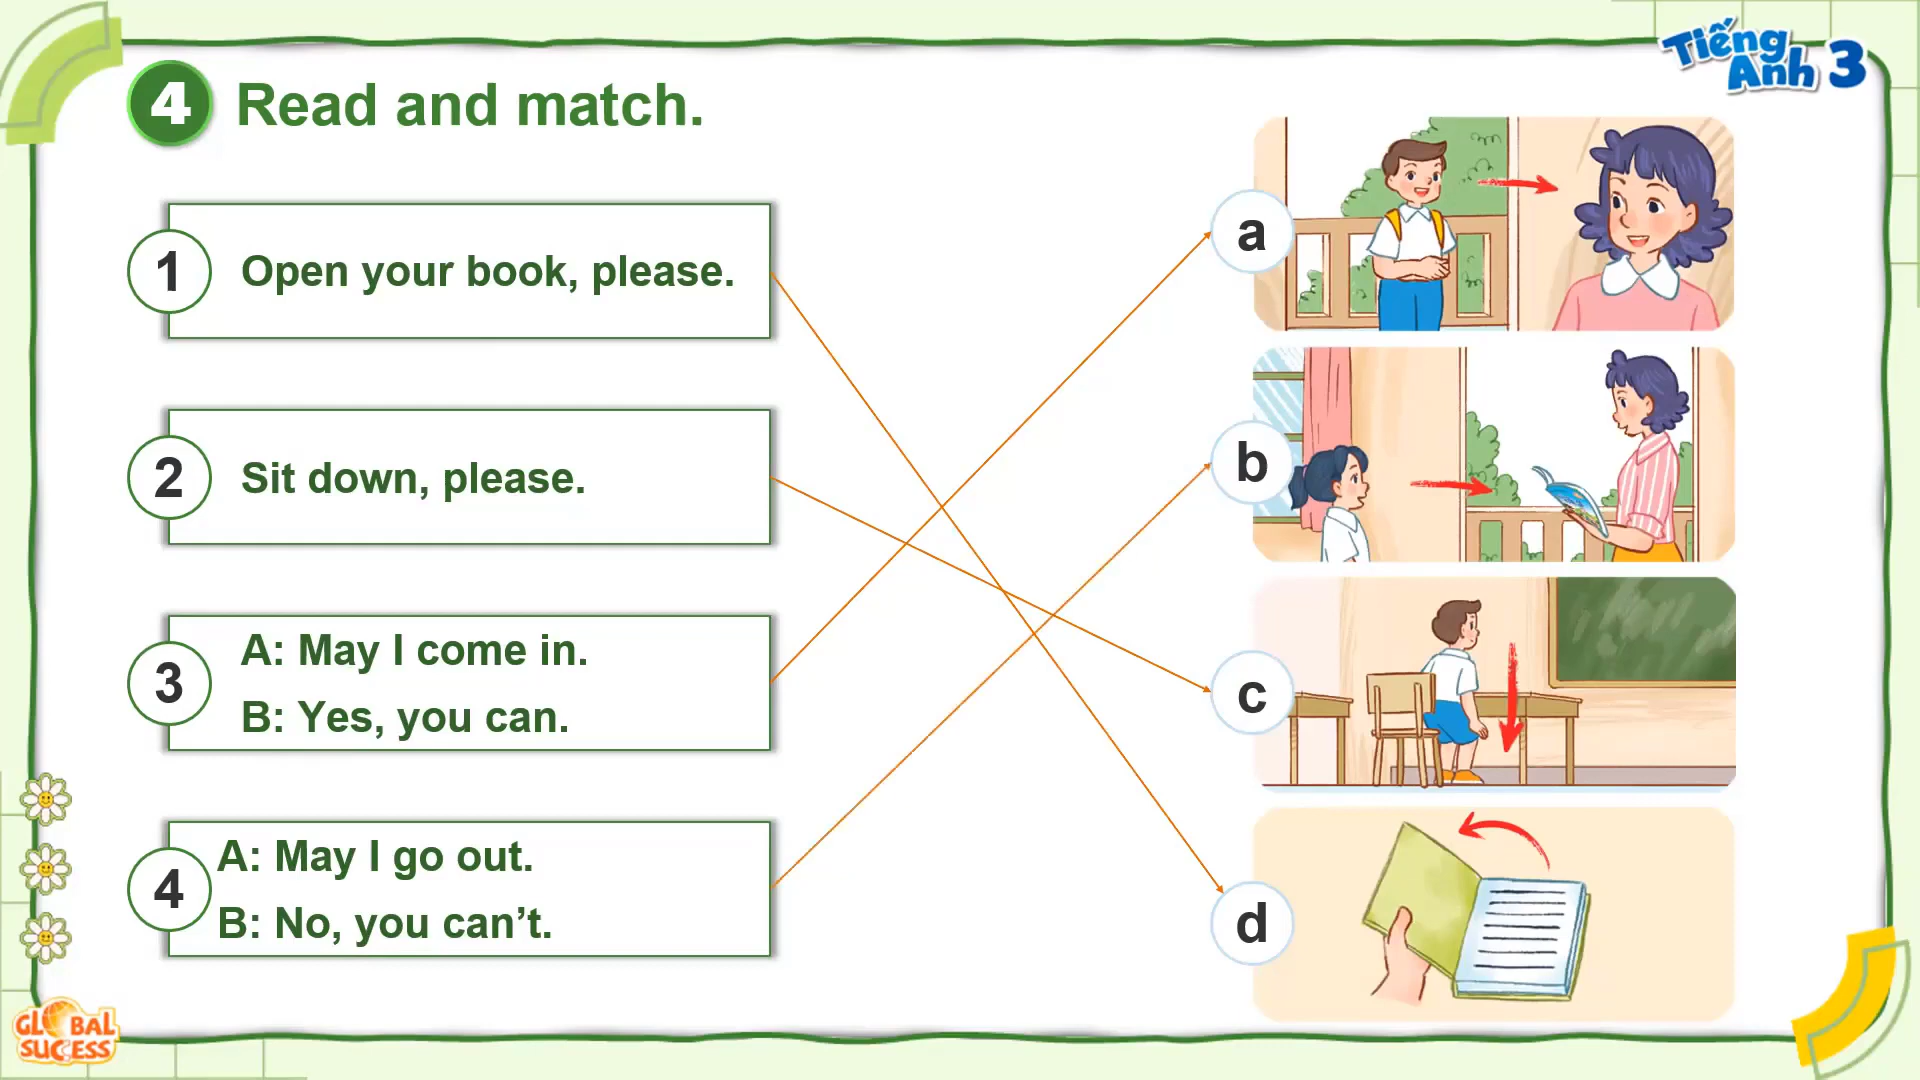 Tiếng
Anh 3
4 Read and match.
1 Open your book, please.
2 Sit down, please.
3 A: May I come in.
B: Yes, you can.
4 A: May I go out.
B: No, you can’t.
a
b
c
d
GLOBAL
SUCCESS